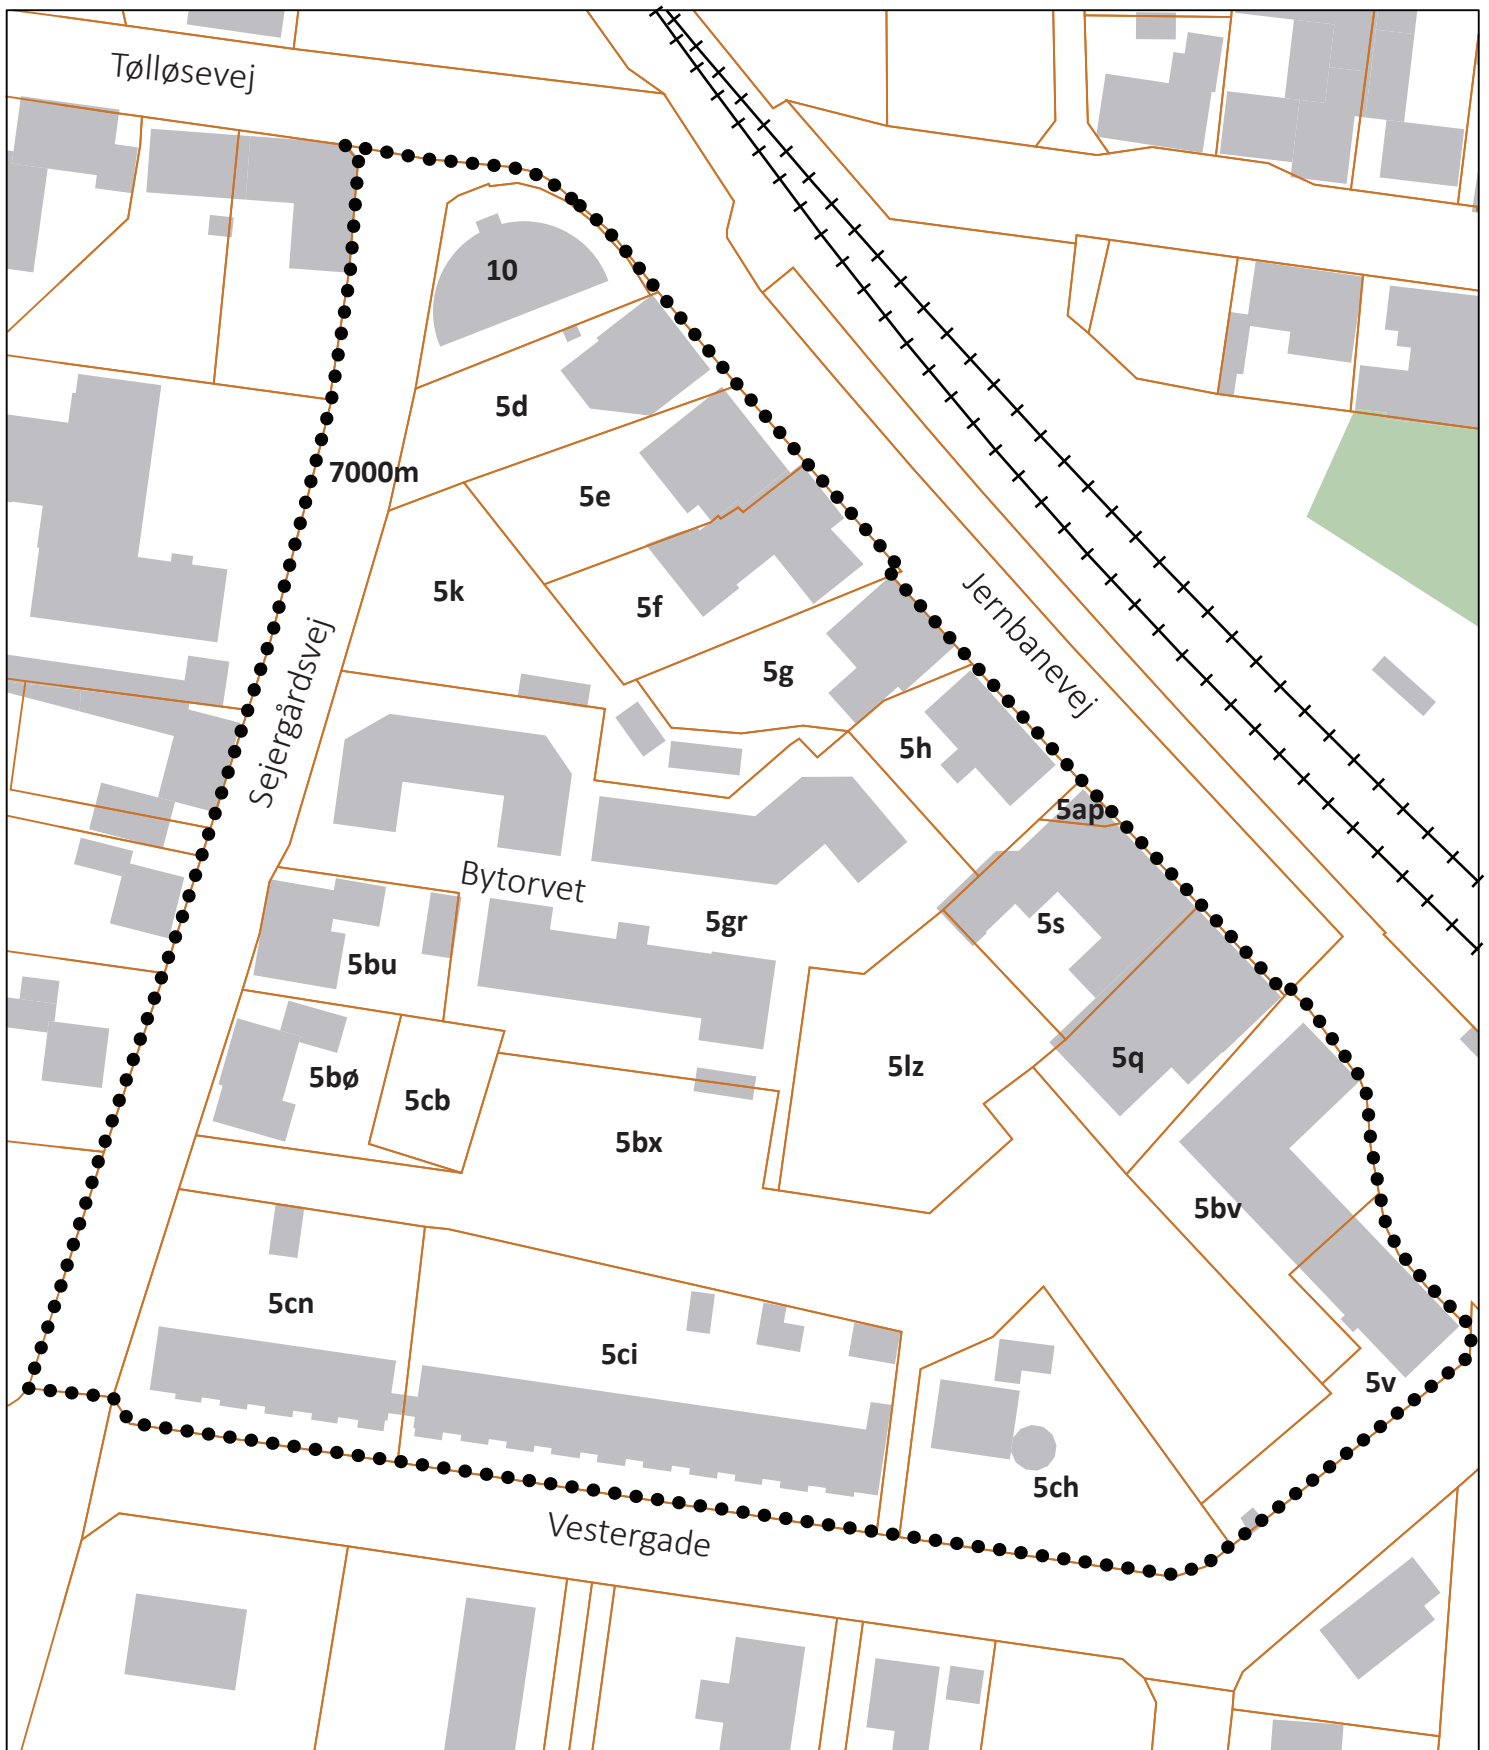 Tølløsevej
10
5d
7000m
5e
5k
5f
Jernbanevej
5g
Sejergårdsvej
5h
5ap
Bytorvet
5gr
5s
5bu
5q
5lz
5bø
5cb
5bx
5bv
5cn
5ci
5v
5ch
Vestergade